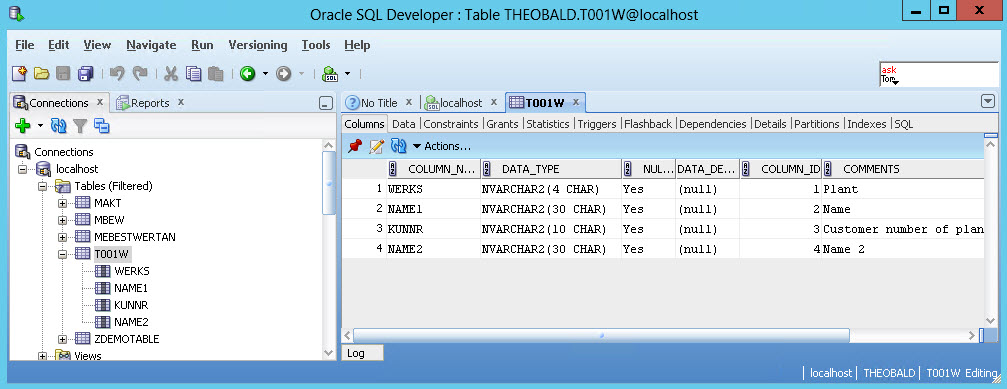 Oracle SQL Developer : Table THEOBALD.T001W@localhost
File Edit View Navigate Run Versioning Tools Help
SQL
ask
Tom
Connections Reports
No Title localhost T001W
Columns Data Constraints Grants Statistics Triggers Flashback Dependencies Details Partitions Indexes SQL
Actions...
Connections
localhost
Tables (Filtered)
MAKT
MBEW
MEBESTWERTAN
T001W
WERKS
NAME1
KUNNR
NAME2
ZDEMOTABLE
Views
COLUMN_N... DATA_TYPE NUL... DATA_DE... COLUMN_ID COMMENTS
1 WERKS NVARCHAR2(4 CHAR) Yes (null) 1 Plant
2 NAME1 NVARCHAR2(30 CHAR) Yes (null) 2 Name
3 KUNNR NVARCHAR2(10 CHAR) Yes (null) 3 Customer number of plan
4 NAME2 NVARCHAR2(30 CHAR) Yes (null) 4 Name 2
Log
localhost THEOBALD T001W Editing